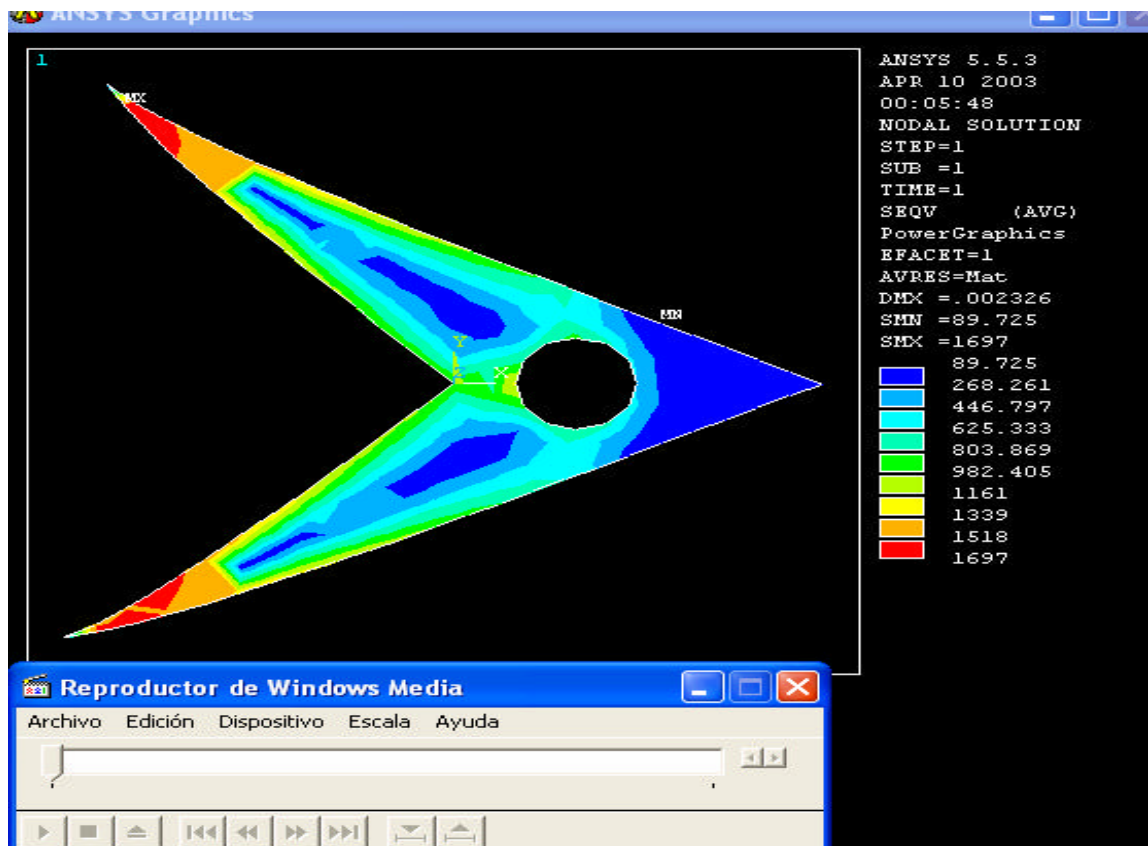 ANSYS Graphics
1
MX
MN
Y
X
ANSYS 5.5.3
APR 10 2003
00:05:48
NODAL SOLUTION
STEP=1
SUB =1
TIME=1
SEQV (AVG)
PowerGraphics
EFACET=1
AVRES=Mat
DMX =.002326
SMN =89.725
SMX =1697
89.725
268.261
446.797
625.333
803.869
982.405
1161
1339
1518
1697
Reproductor de Windows Media
Archivo Edición Dispositivo Escala Ayuda